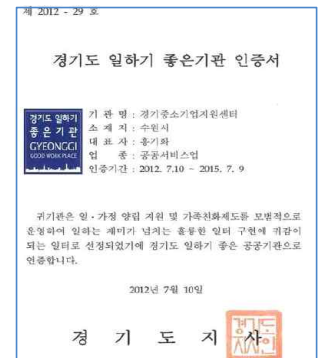 제 2012 - 29 호
경기도 일하기 좋은기관 인증서
경기도 일하기
좋은기관
GYEONGGI
GOOD WORK PLACE
기 관 명 : 경기중소기업지원센터
소 재 지 : 수원시
대 표 자 : 홍기화
업 종 : 공공서비스업
인증기간 : 2012. 7.10 ~ 2015. 7. 9
귀기관은 일·가정 양립 지원 및 가족친화제도를 모범적으로
운영하여 일하는 재미가 넘치는 훌륭한 일터 구현에 귀감이
되는 일터로 선정되었기에 경기도 일하기 좋은 공공기관으로
인증합니다.
2012년 7월 10일
경 기 도 지 사